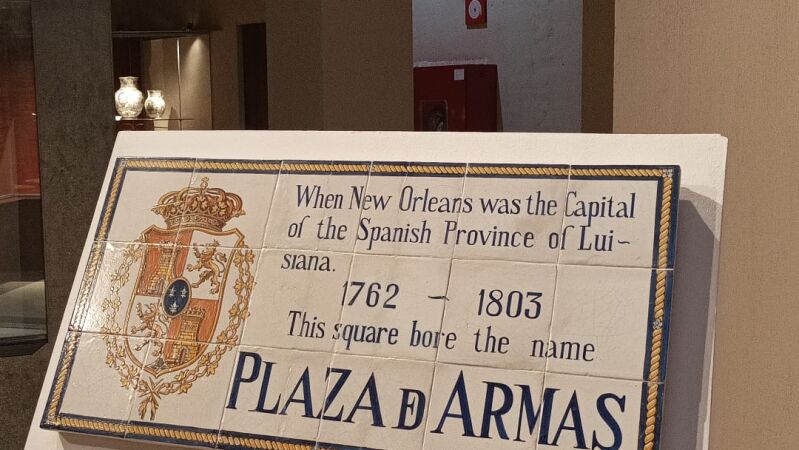 When New Orleans was the Capital
of the Spanish Province of Lui~
siana.
1762 – 1803
This square bore the name
PLAZA Ð ARMAS